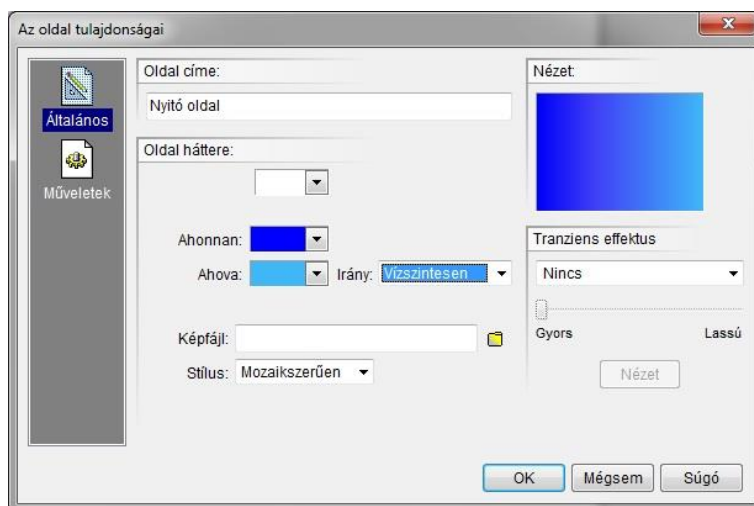 Az oldal tulajdonságai
Általános
Műveletek
Oldal címe:
Nyitó oldal
Oldal háttere:
Ahonnan:
Ahova:
Irány: Vízszintesen
Képfájl:
Stílus: Mozaikszerűen
Nézet:
Tranziens effektus
Nincs
Gyors Lassú
Nézet
OK Mégsem Súgó